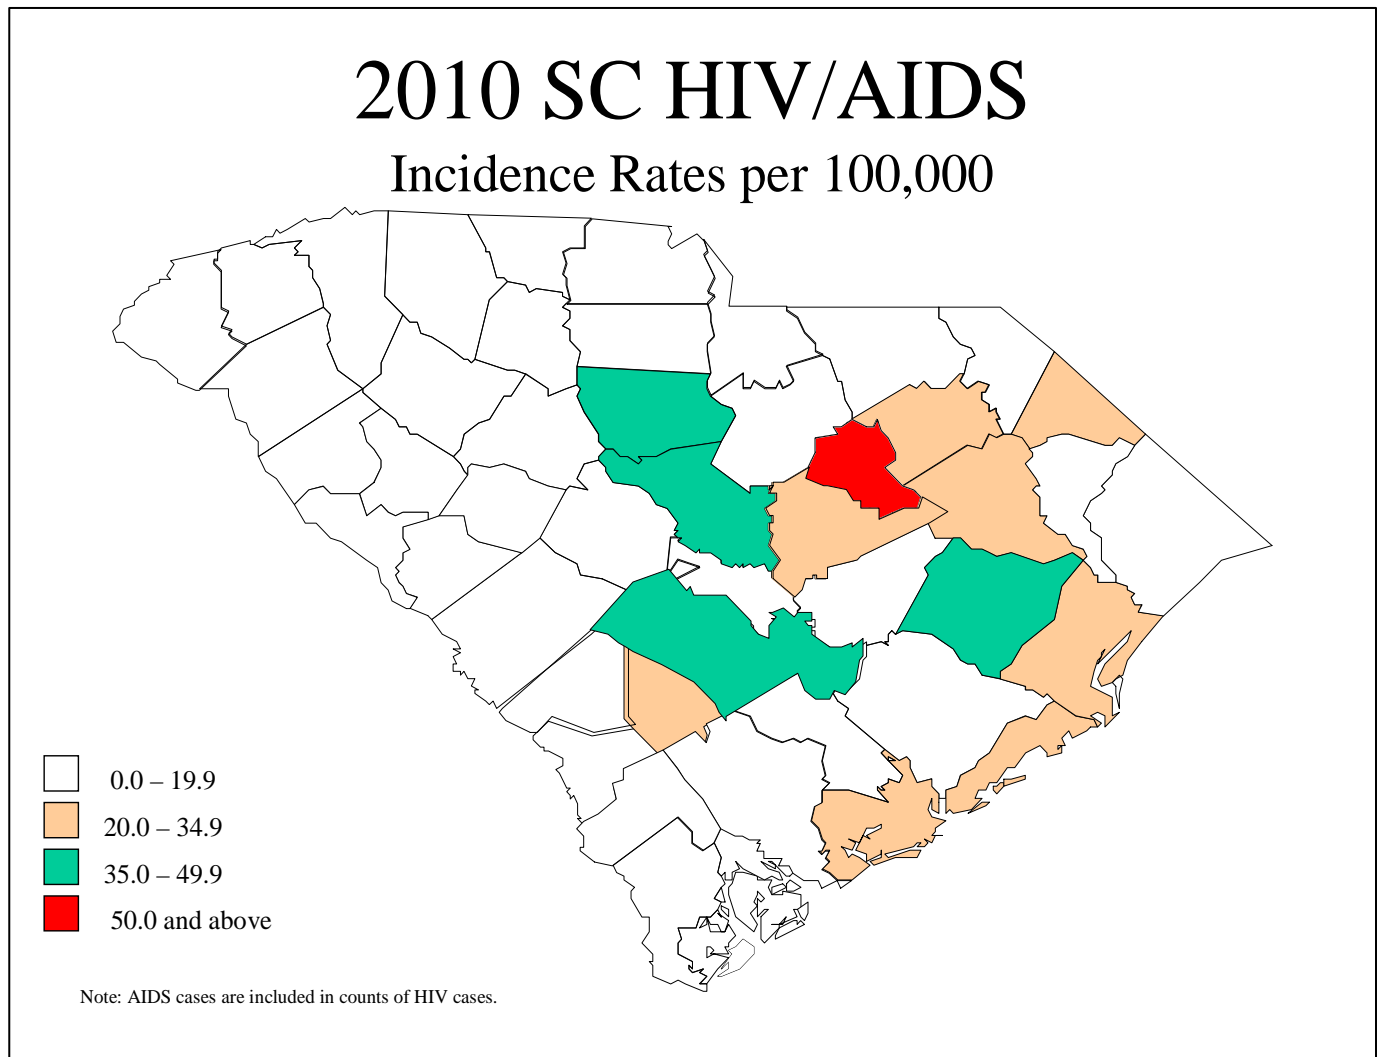 2010 SC HIV/AIDS
Incidence Rates per 100,000
0.0 – 19.9
20.0 – 34.9
35.0 – 49.9
50.0 and above
Note: AIDS cases are included in counts of HIV cases.